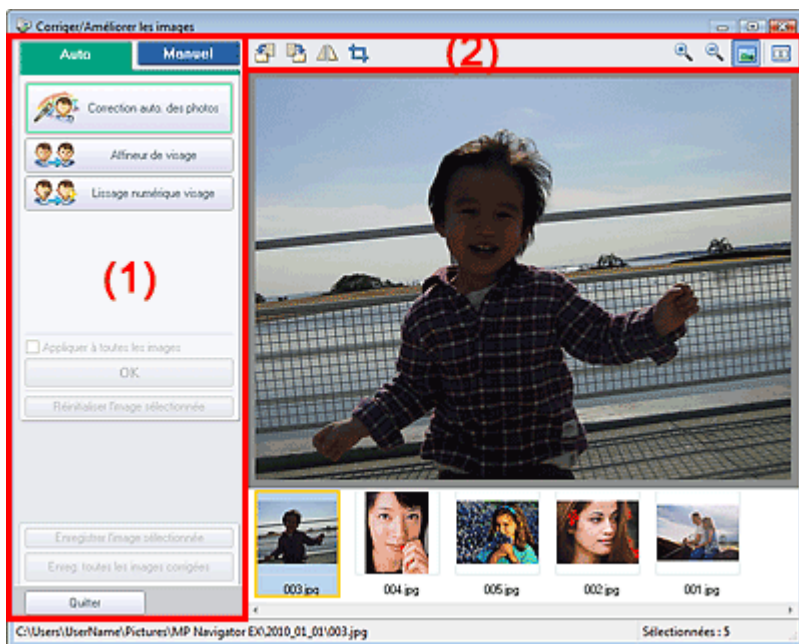 Corriger/Améliorer les images
Auto
Manuel
(2)
Correction auto. des photos
Affineur de visage
Lissage numérique visage
(1)
Appliquer à toutes les images
OK
Réinitialiser l'image sélectionnée
Enregistrer l'image sélectionnée
Enreg. toutes les images corrigées
Quitter
003.jpg
004.jpg
005.jpg
002.jpg
001.jpg
C:\Users\UserName\Pictures\MP Navigator EX\2010_01_01\003.jpg
Sélectionnées : 5